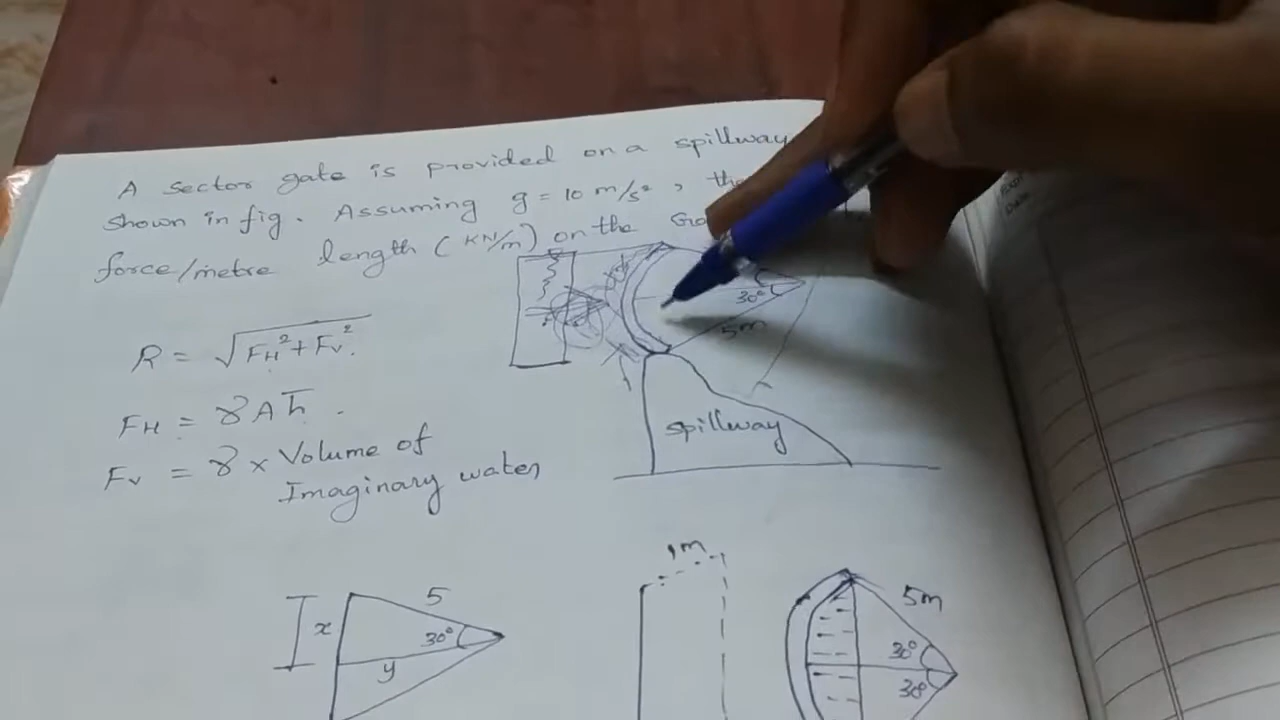 A sector gate is provided on a spillway
shown in fig. Assuming g = 10 m/s²,
force/metre length (KN/m) on the
30°
5m
R = √FH² + Fv².
FH = γAh̄.
Fv = γ × Volume of
Imaginary water
spillway
1m
5
x
30°
y
5m
30°
30°